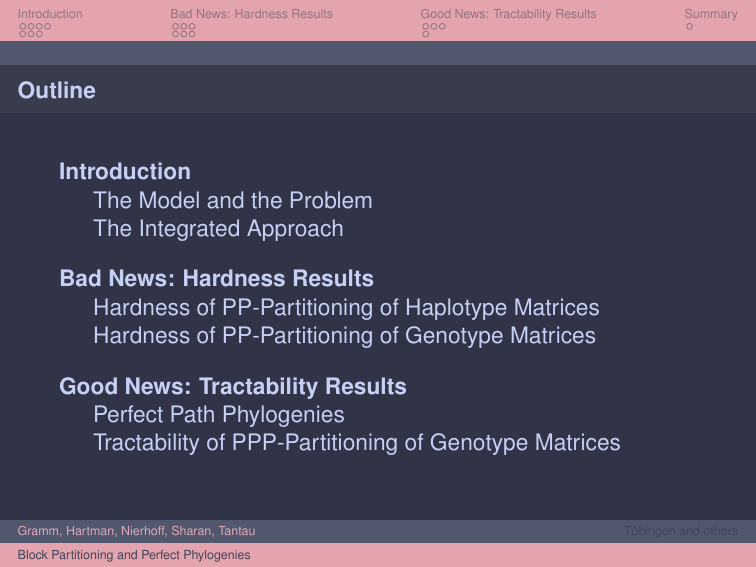 Introduction
Bad News: Hardness Results
Good News: Tractability Results
Summary
Outline
Introduction
The Model and the Problem
The Integrated Approach
Bad News: Hardness Results
Hardness of PP-Partitioning of Haplotype Matrices
Hardness of PP-Partitioning of Genotype Matrices
Good News: Tractability Results
Perfect Path Phylogenies
Tractability of PPP-Partitioning of Genotype Matrices
Gramm, Hartman, Nierhoff, Sharan, Tantau
Tübingen and others
Block Partitioning and Perfect Phylogenies